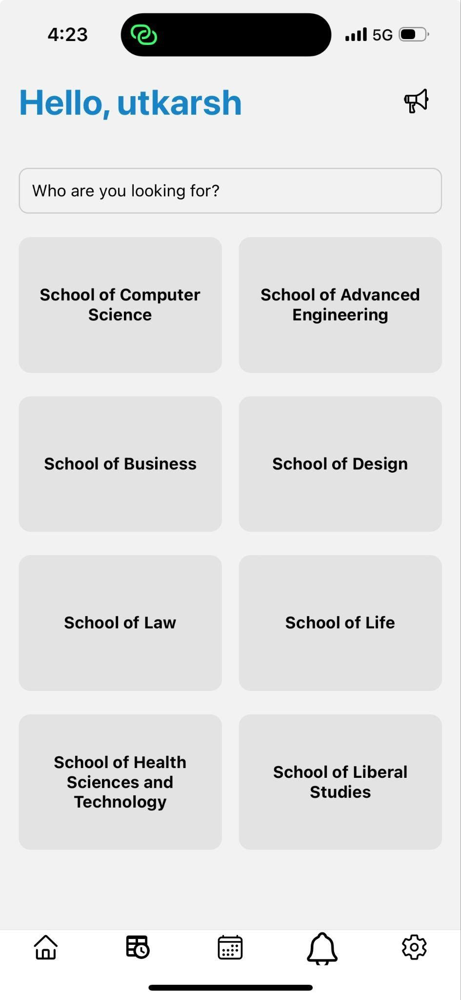 4:23
5G
Hello, utkarsh
Who are you looking for?
School of Computer
Science
School of Advanced
Engineering
School of Business
School of Design
School of Law
School of Life
School of Health
Sciences and
Technology
School of Liberal
Studies